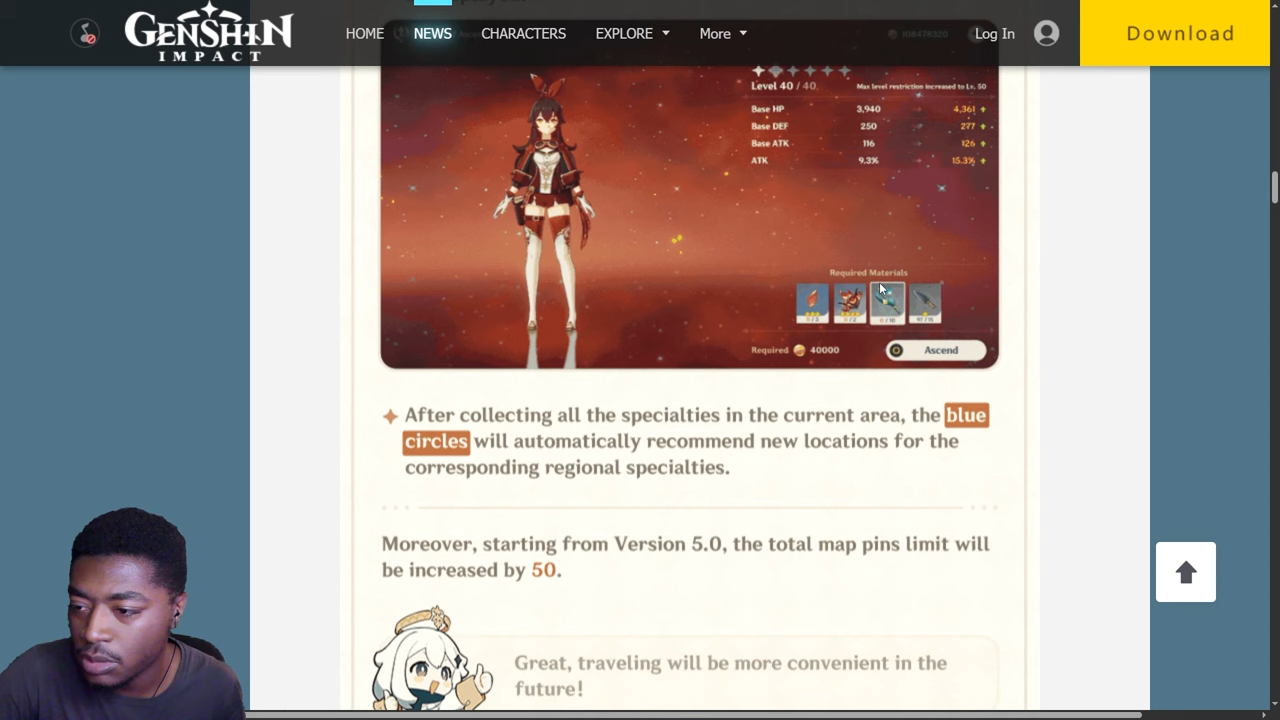 GENSHIN
IMPACT
HOME
NEWS
CHARACTERS
EXPLORE
More
Log In
Download
Level 40 / 40
Max level restriction increased to Lv. 50
Base HP 3,940 4,361
Base DEF 250 277
Base ATK 116 126
ATK 9.3% 15.3%
Required Materials
Required 40000
Ascend
After collecting all the specialties in the current area, the blue
circles will automatically recommend new locations for the
corresponding regional specialties.
Moreover, starting from Version 5.0, the total map pins limit will
be increased by 50.
Great, traveling will be more convenient in the
future!